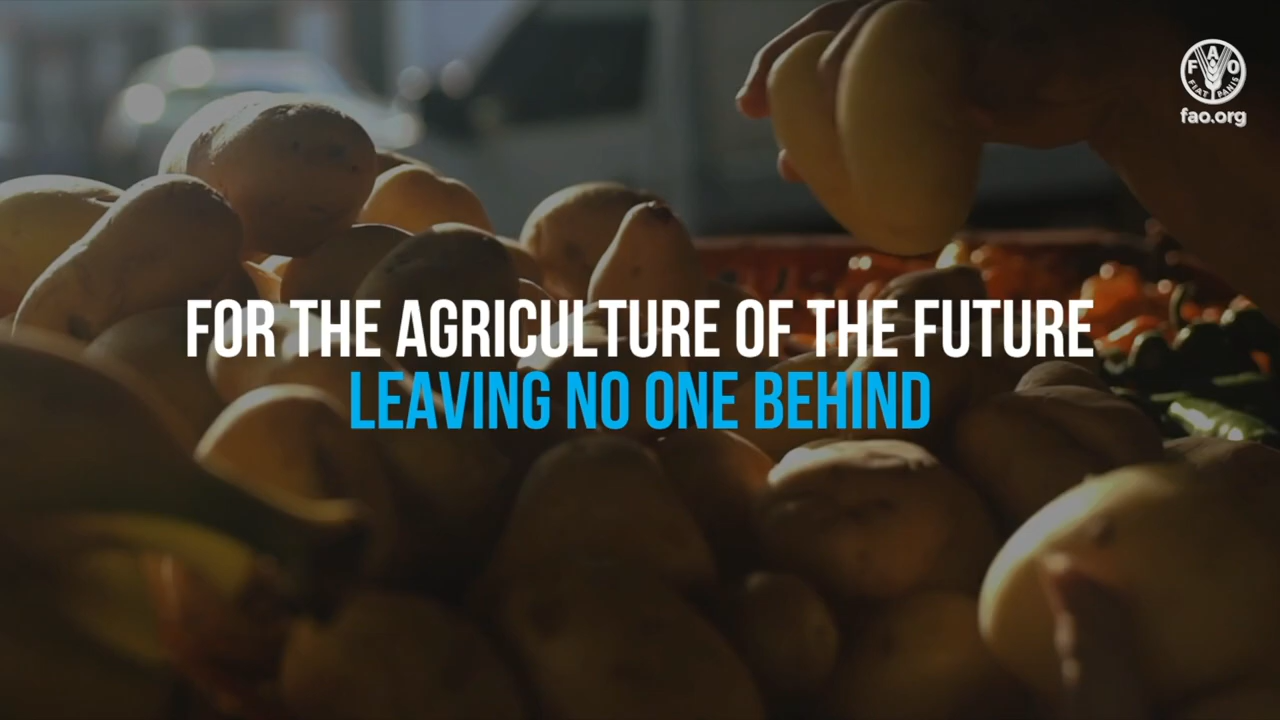 FAO
FIAT PANIS
fao.org
FOR THE AGRICULTURE OF THE FUTURE
LEAVING NO ONE BEHIND